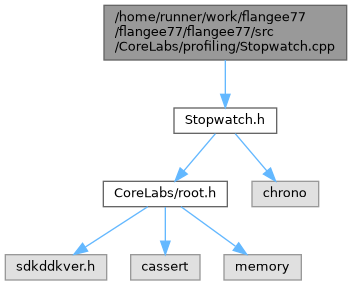 /home/runner/work/flangee77
/flangee77/flangee77/src
/CoreLabs/profiling/Stopwatch.cpp
Stopwatch.h
CoreLabs/root.h
chrono
sdkddkver.h
cassert
memory